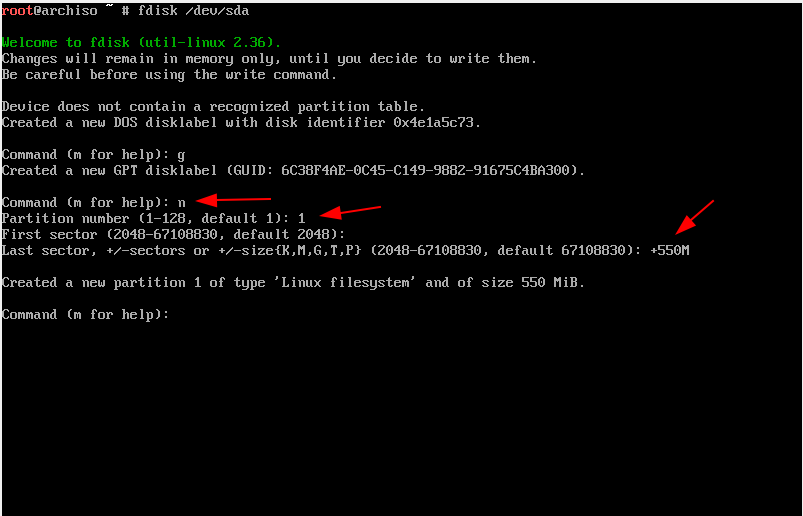 root@archiso ~ # fdisk /dev/sda
Welcome to fdisk (util-linux 2.36).
Changes will remain in memory only, until you decide to write them.
Be careful before using the write command.
Device does not contain a recognized partition table.
Created a new DOS disklabel with disk identifier 0x4e1a5c73.
Command (m for help): g
Created a new GPT disklabel (GUID: 6C38F4AE-0C45-C149-9882-91675C4BA300).
Command (m for help): n
Partition number (1-128, default 1): 1
First sector (2048-67108830, default 2048):
Last sector, +/-sectors or +/-size{K,M,G,T,P} (2048-67108830, default 67108830): +550M
Created a new partition 1 of type 'Linux filesystem' and of size 550 MiB.
Command (m for help):